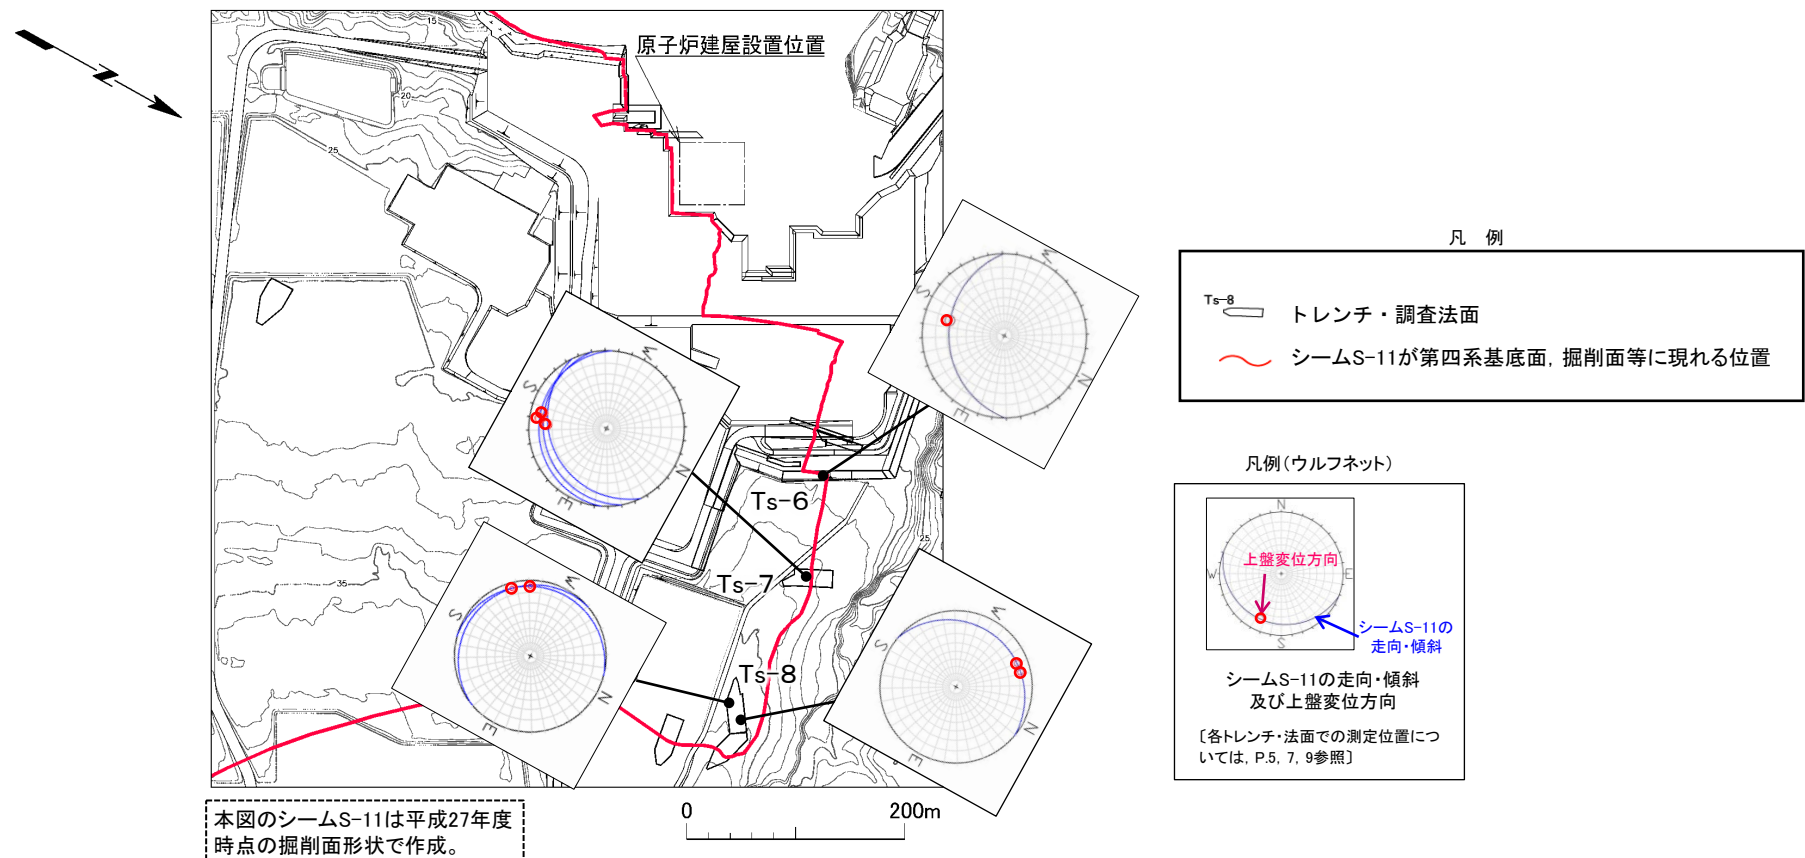 15
原子炉建屋設置位置
Z
20
25
W
S
N
E
W
S
N
E
Ts-6
25
Ts-7
35
W
S
N
E
Ts-8
W
S
N
E
0 200m
本図のシームS-11は平成27年度
時点の掘削面形状で作成。
凡 例
Ts-8
トレンチ・調査法面
シームS-11が第四系基底面, 掘削面等に現れる位置
凡例(ウルフネット)
N
上盤変位方向
W E
S
シームS-11の
走向・傾斜
シームS-11の走向・傾斜
及び上盤変位方向
〔各トレンチ・法面での測定位置につ
いては, P.5, 7, 9参照〕